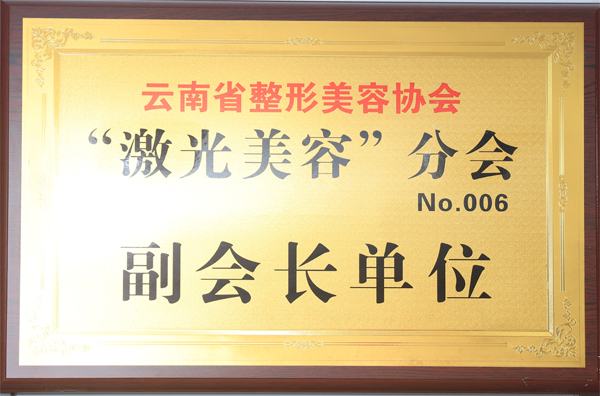 云南省整形美容协会
“激光美容”分会
No.006
副会长单位